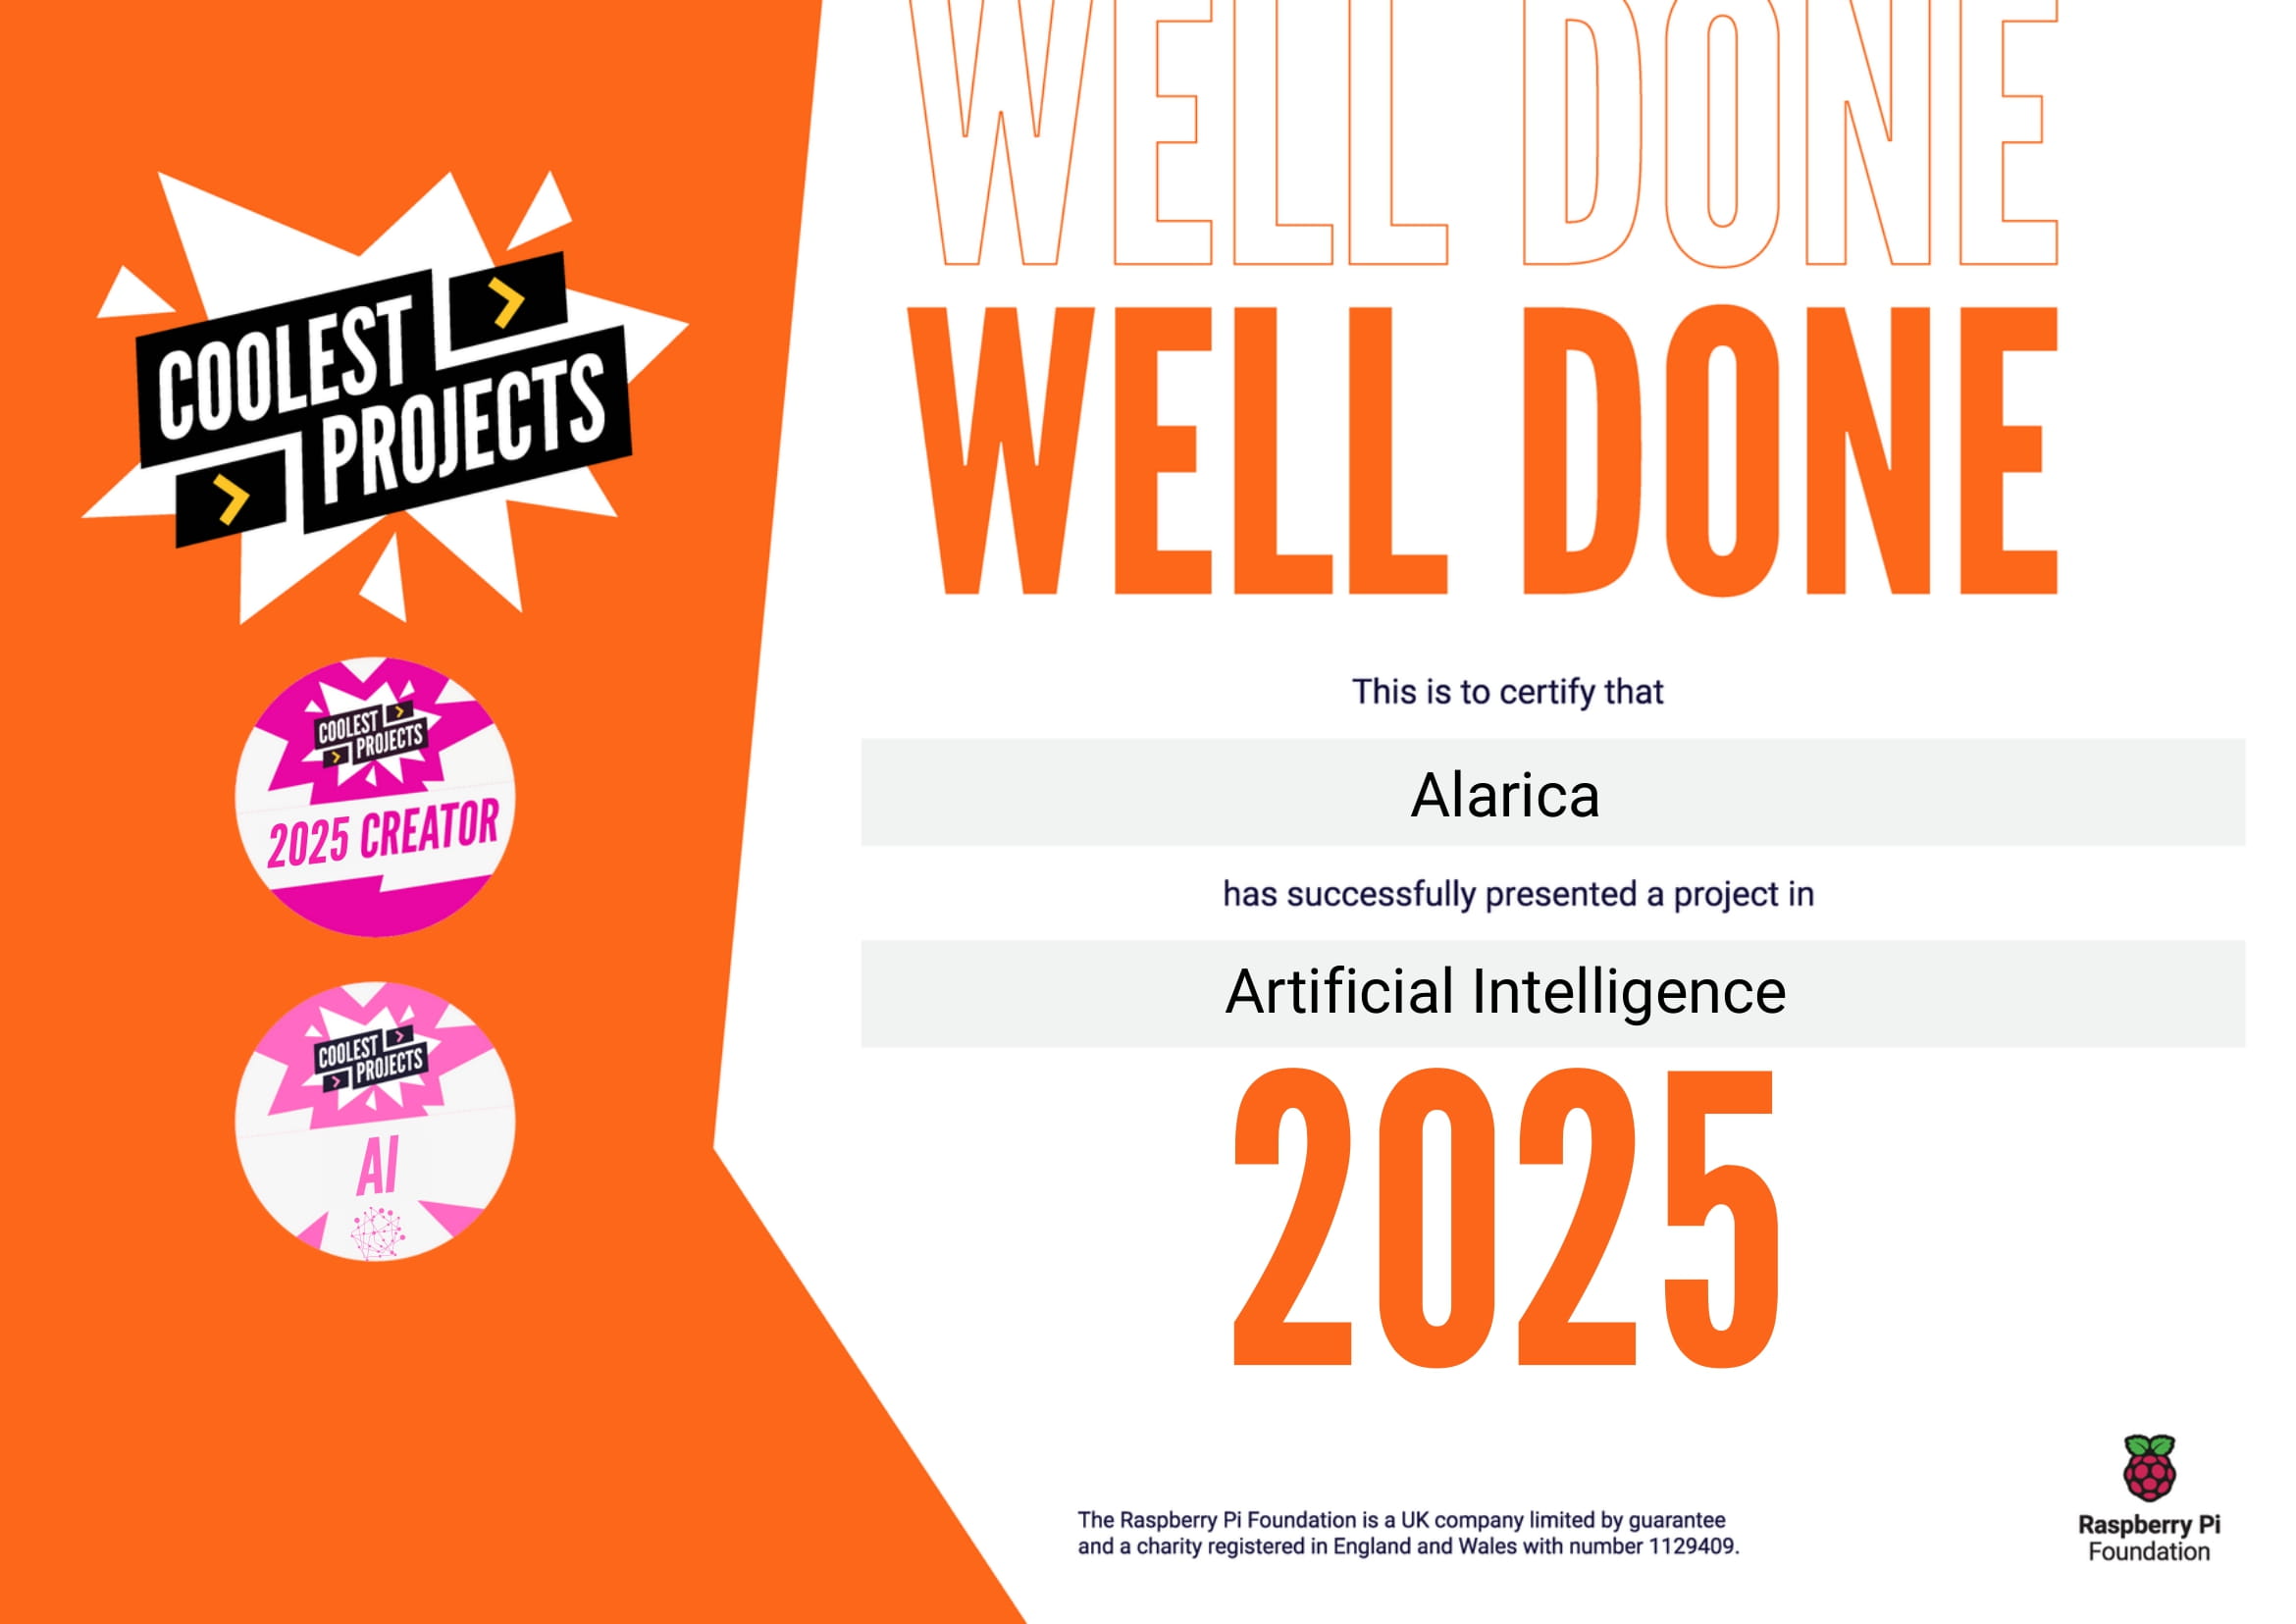 WELL DONE
WELL DONE
COOLEST
PROJECTS
COOLEST
PROJECTS
2025 CREATOR
COOLEST
PROJECTS
AI
This is to certify that
Alarica
has successfully presented a project in
Artificial Intelligence
2025
The Raspberry Pi Foundation is a UK company limited by guarantee
and a charity registered in England and Wales with number 1129409.
Raspberry Pi
Foundation